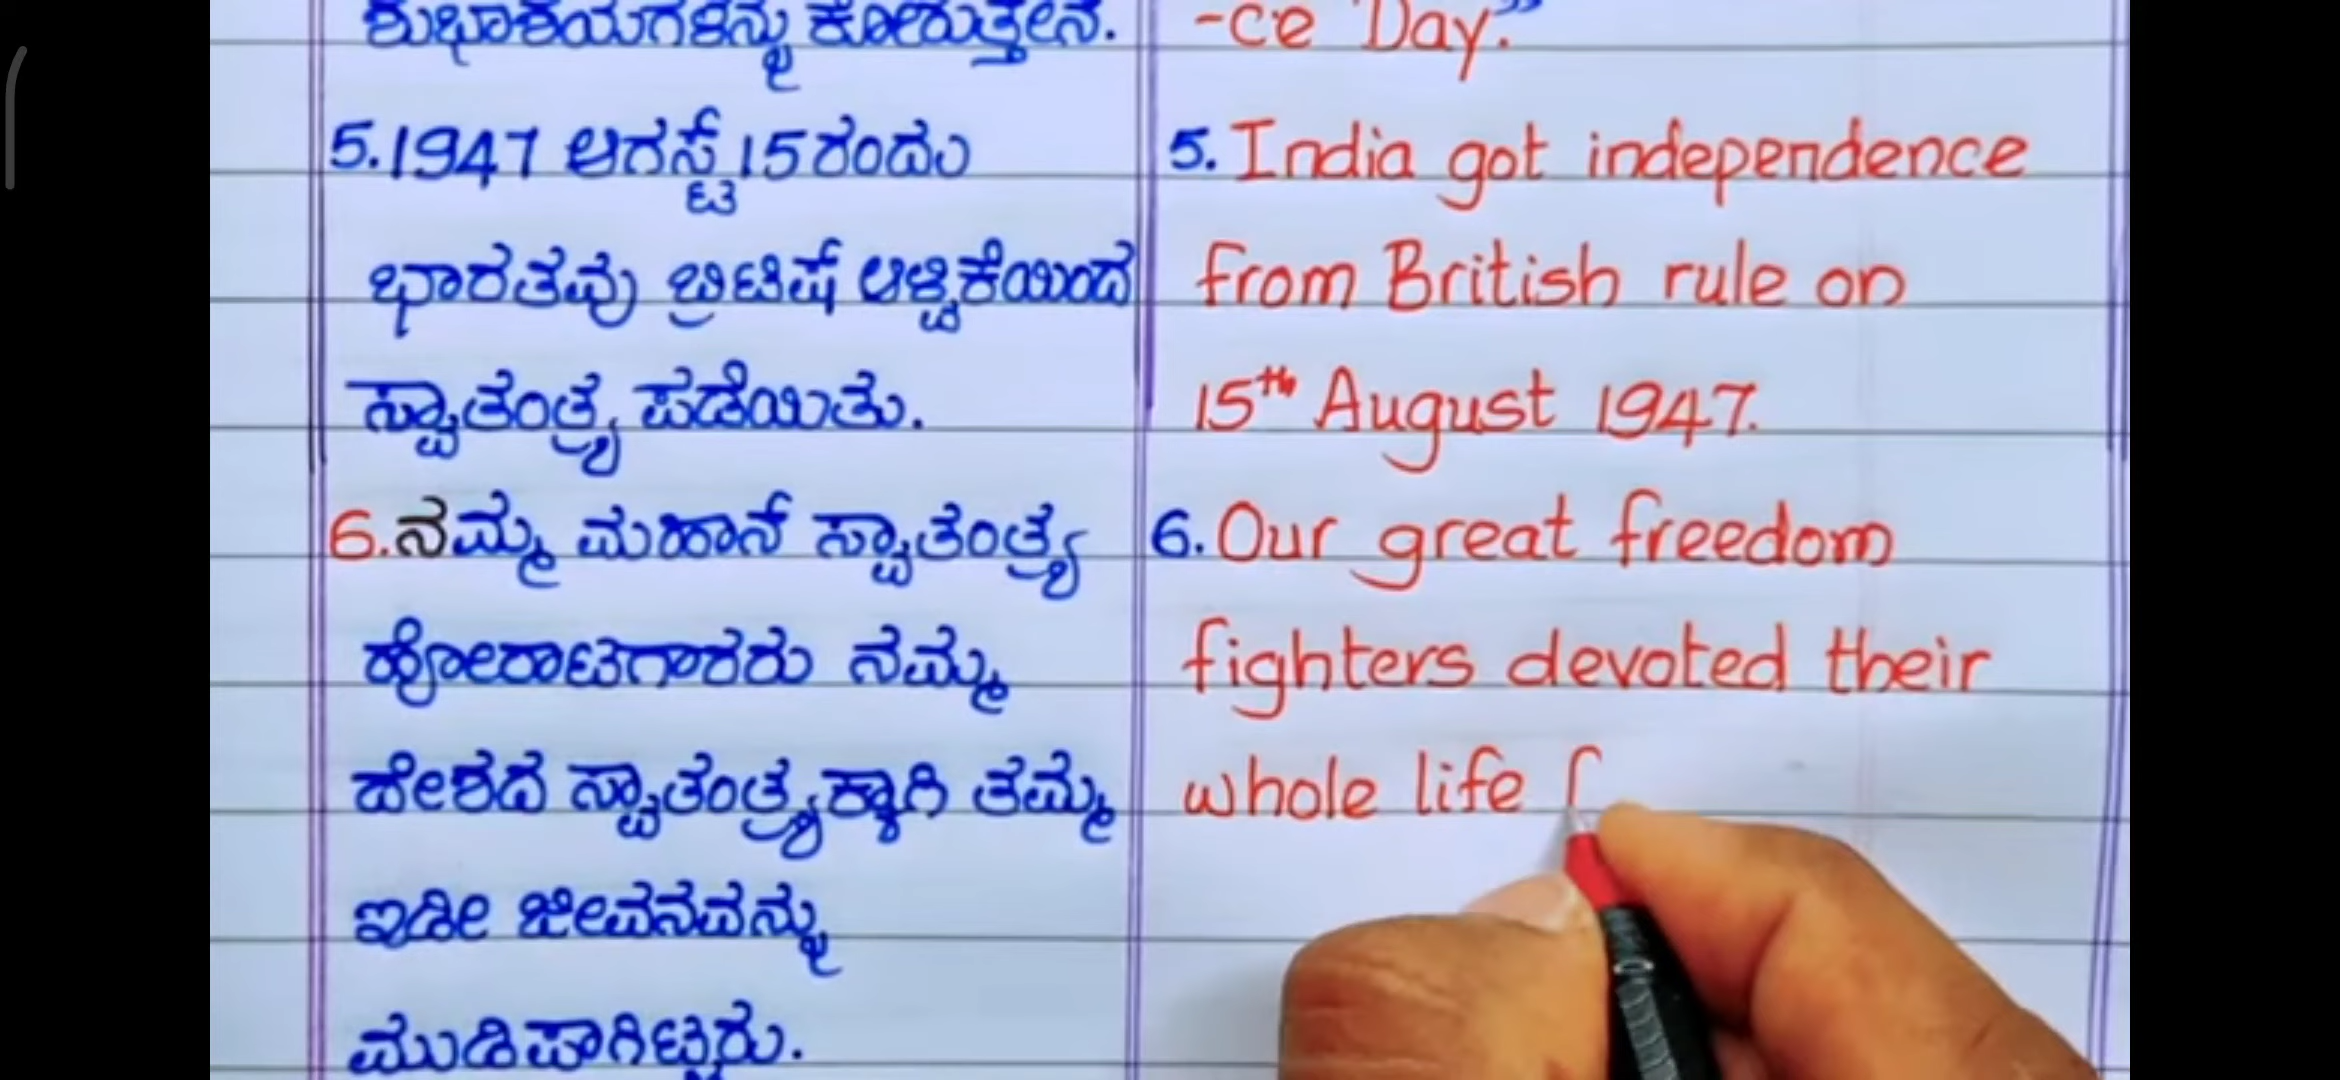 ಶುಭಾಶಯಗಳನ್ನು ಕೋರುತ್ತೇನೆ.
5. 1947 ಆಗಸ್ಟ್ 15 ರಂದು
ಭಾರತವು ಬ್ರಿಟಿಷ್ ಆಳ್ವಿಕೆಯಿಂದ
ಸ್ವಾತಂತ್ರ್ಯ ಪಡೆಯಿತು.
6. ನಮ್ಮ ಮಹಾನ್ ಸ್ವಾತಂತ್ರ್ಯ
ಹೋರಾಟಗಾರರು ನಮ್ಮ
ದೇಶದ ಸ್ವಾತಂತ್ರ್ಯಕ್ಕಾಗಿ ತಮ್ಮ
ಇಡೀ ಜೀವನವನ್ನು
ಮುಡಿಪಾಗಿಟ್ಟರು.
-ce Day."
5. India got independence
from British rule on
15th August 1947.
6. Our great freedom
fighters devoted their
whole life